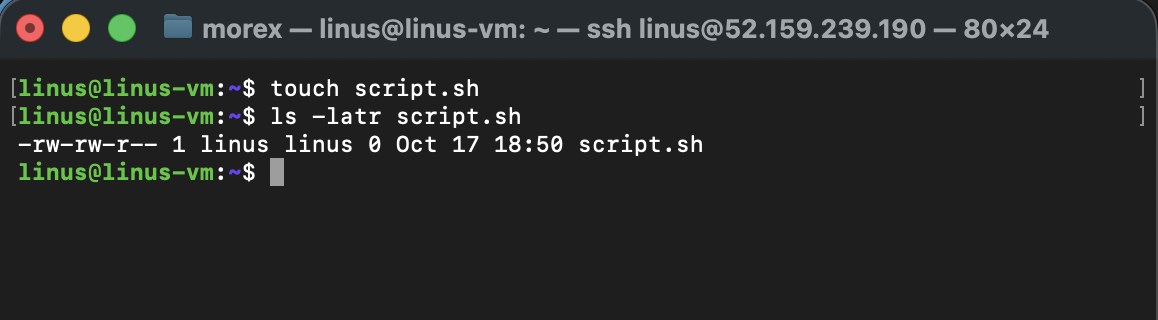 morex — linus@linus-vm: ~ — ssh linus@52.159.239.190 — 80×24
[linus@linus-vm:~$ touch script.sh ]
[linus@linus-vm:~$ ls -latr script.sh ]
-rw-rw-r-- 1 linus linus 0 Oct 17 18:50 script.sh
linus@linus-vm:~$